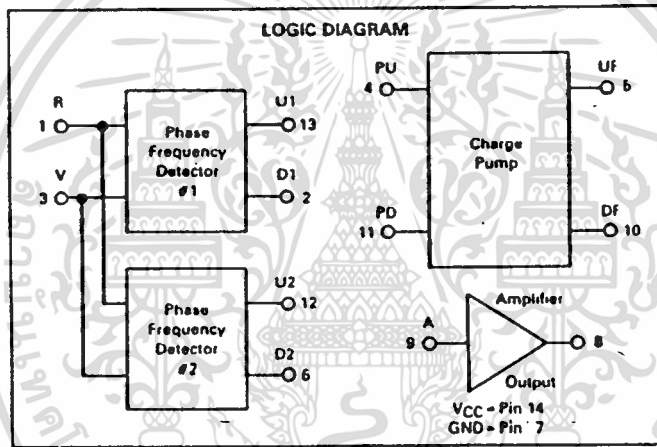 LOGIC DIAGRAM
R
1
V
3
Phase
Frequency
Detector
#1
U1
13
D1
2
Phase
Frequency
Detector
#2
U2
12
D2
6
PU
4
PD
11
Charge
Pump
UF
5
DF
10
A
9
Amplifier
Output
8
VCC = Pin 14
GND = Pin 7